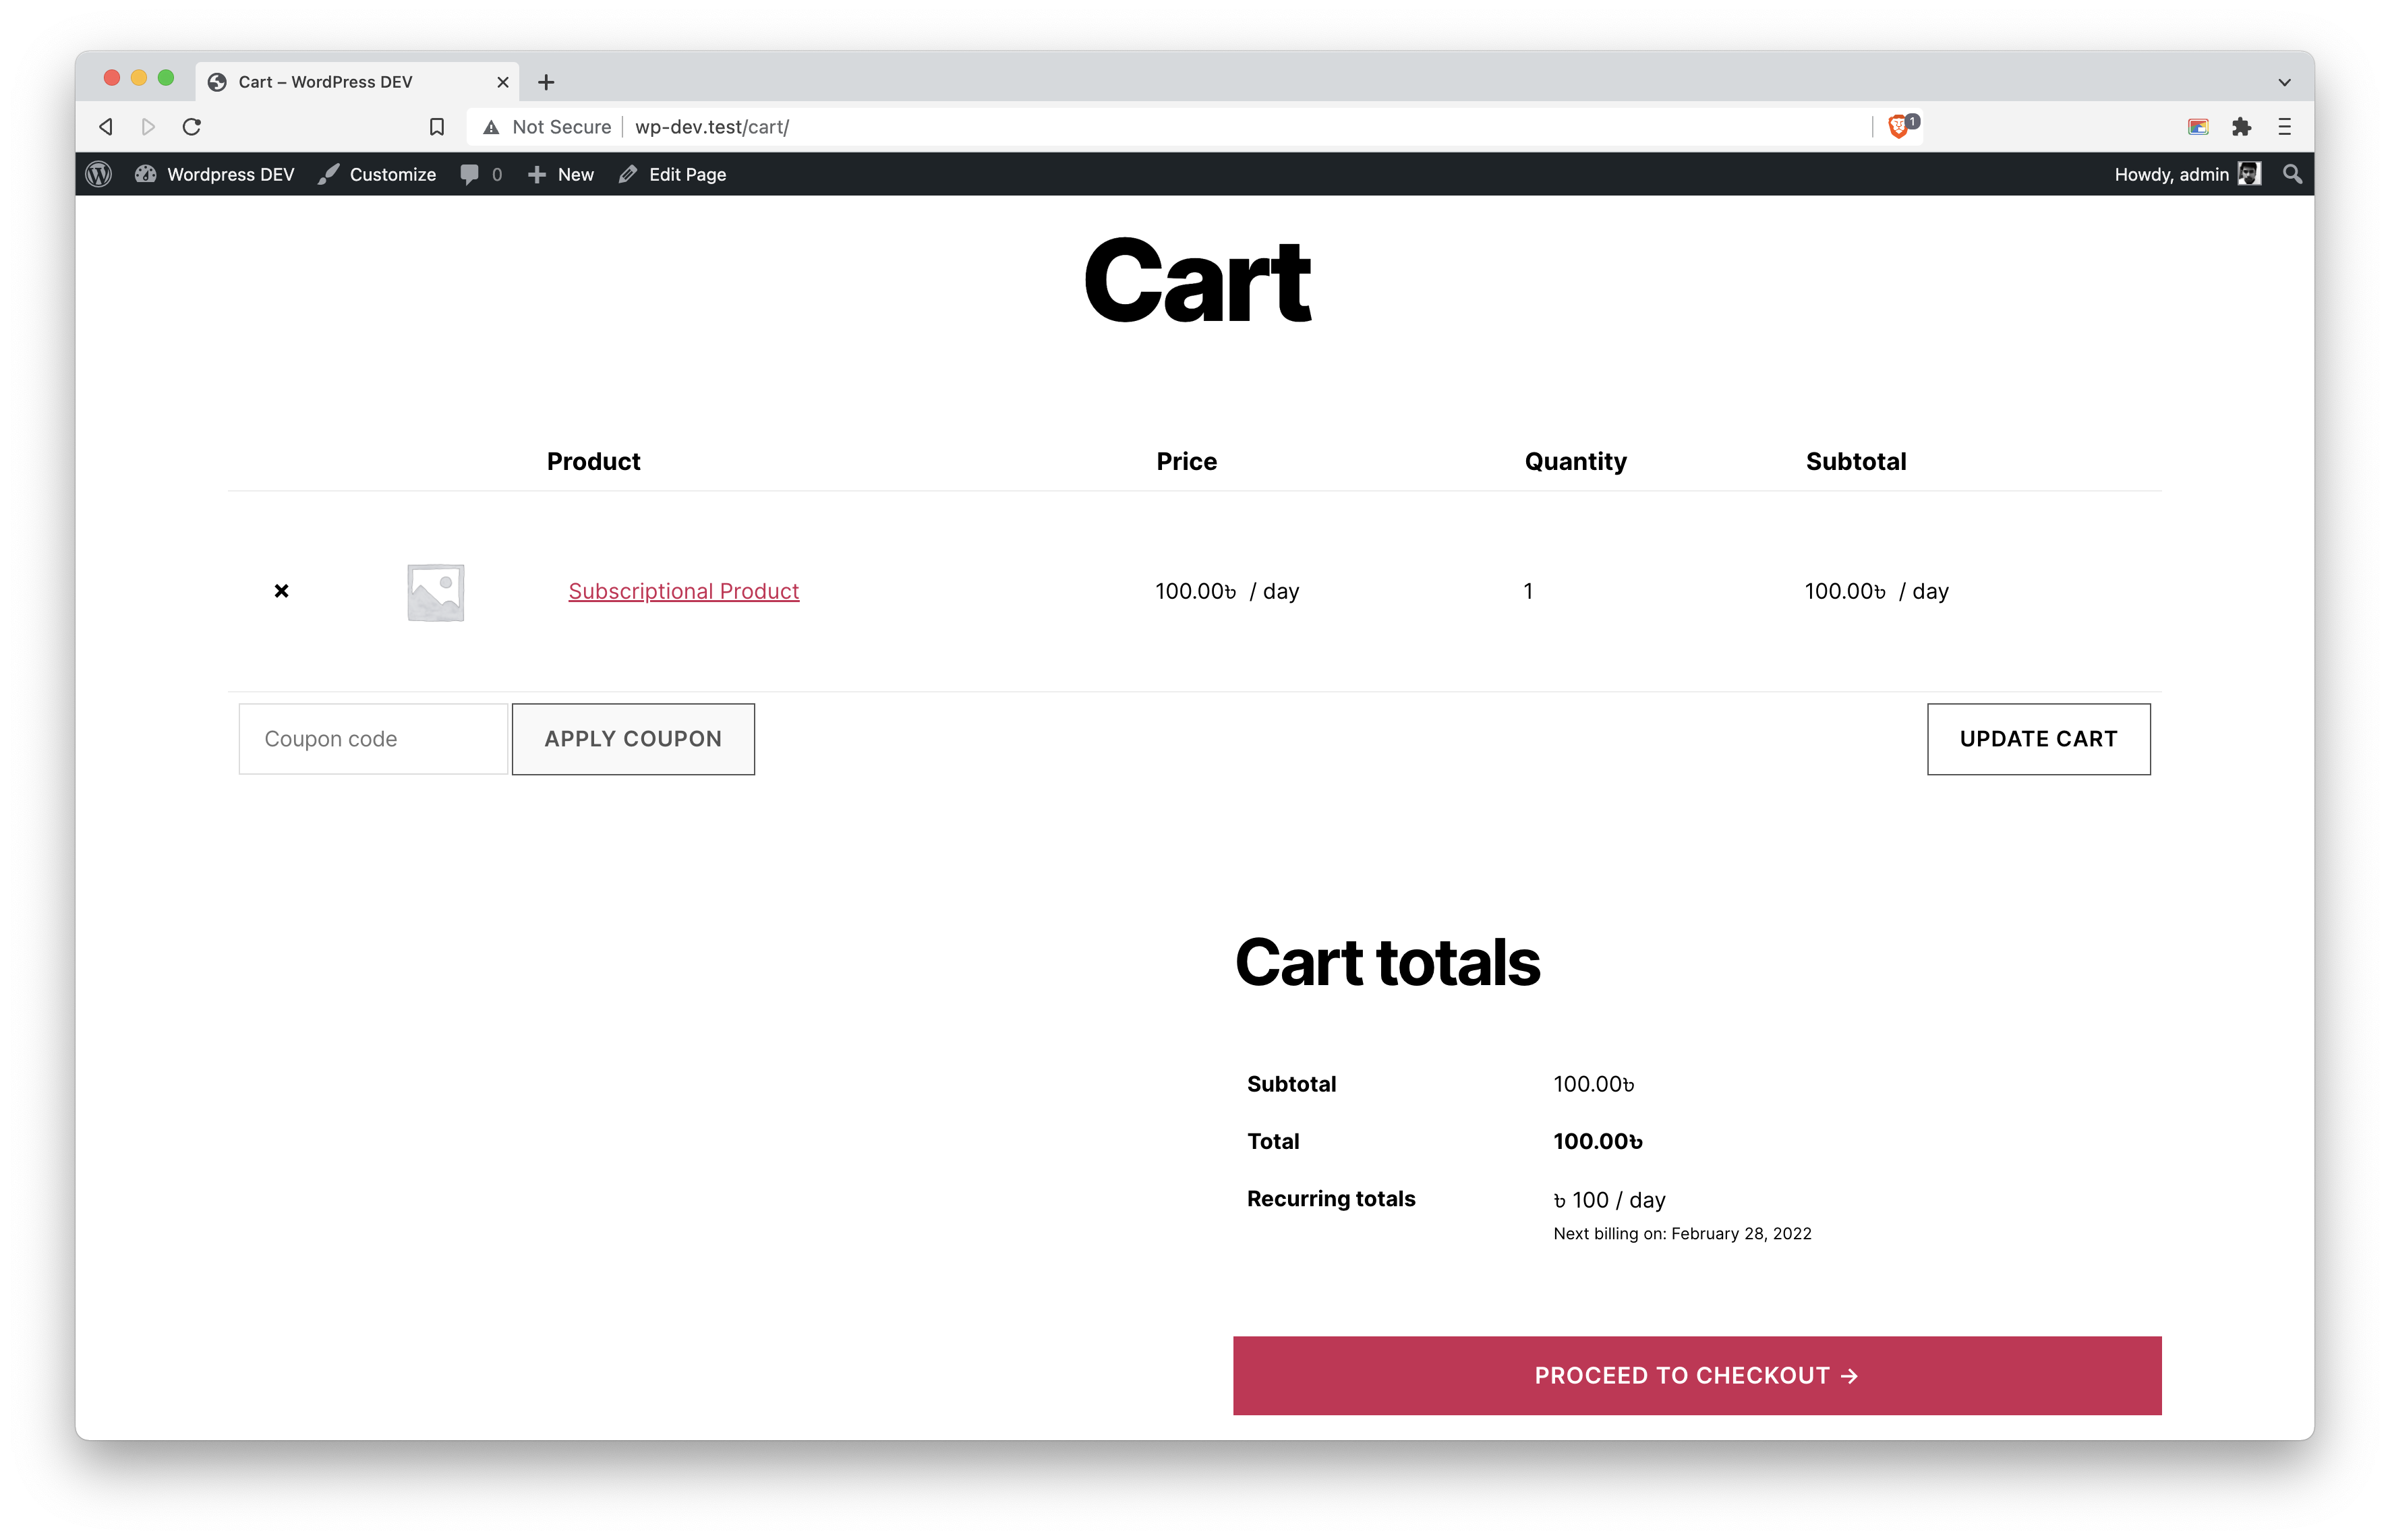 Cart – WordPress DEV
Not Secure wp-dev.test/cart/ 1
Wordpress DEV Customize 0 New Edit Page Howdy, admin
Cart
Product Price Quantity Subtotal
Subscriptional Product 100.00৳ / day 1 100.00৳ / day
Coupon code APPLY COUPON UPDATE CART
Cart totals
Subtotal 100.00৳
Total 100.00৳
Recurring totals ৳ 100 / day
Next billing on: February 28, 2022
PROCEED TO CHECKOUT →